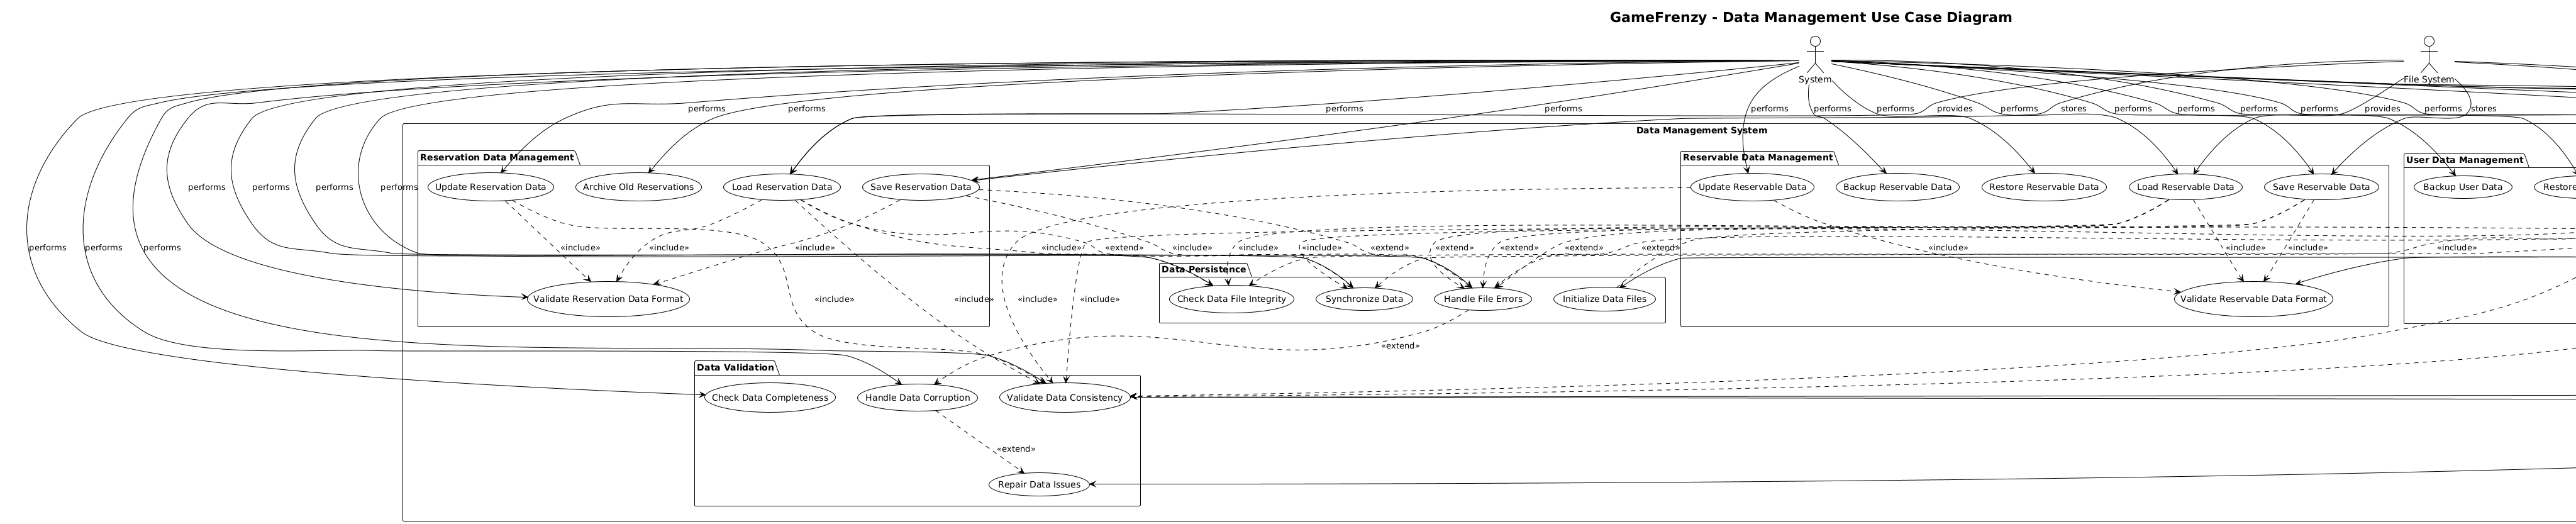 GameFrenzy - Data Management Use Case Diagram
System
File System
performs
performs
performs
performs
performs
performs
performs
provides
performs
stores
performs
performs
performs
performs
provides
performs
stores
Data Management System
Reservation Data Management
Reservable Data Management
User Data Management
Update Reservation Data
Archive Old Reservations
Load Reservation Data
Save Reservation Data
Update Reservable Data
Backup Reservable Data
Restore Reservable Data
Load Reservable Data
Save Reservable Data
Backup User Data
Restore
performs
performs
performs
performs
performs
performs
performs
«include»
«include»
«include»
«extend»
«include»
«include»
«include»
«include»
«extend»
«extend»
«extend»
«extend»
«extend»
«include»
«include»
«include»
«include»
Data Persistence
Validate Reservation Data Format
Check Data File Integrity
Synchronize Data
Handle File Errors
Initialize Data Files
Validate Reservable Data Format
«include»
«include»
«include»
«include»
«extend»
Data Validation
Check Data Completeness
Handle Data Corruption
Validate Data Consistency
«extend»
Repair Data Issues